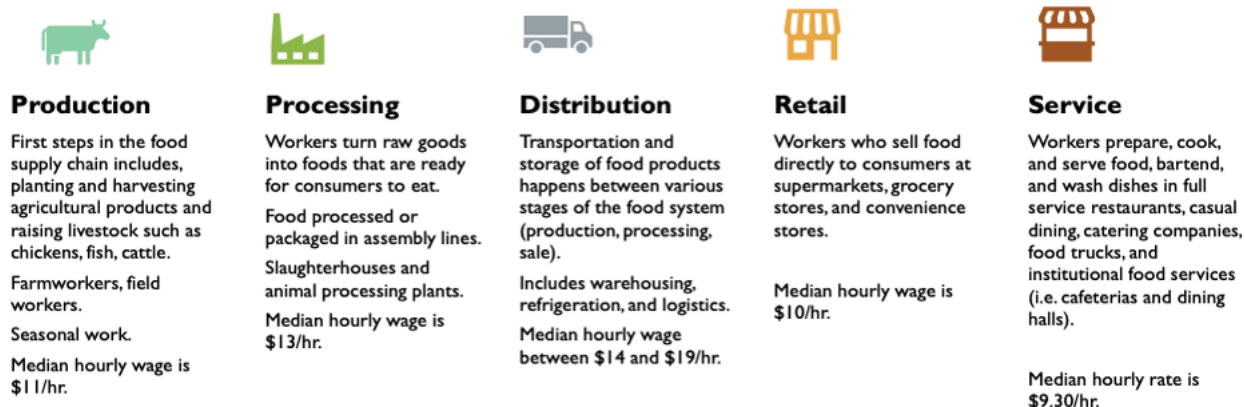 Production
First steps in the food
supply chain includes,
planting and harvesting
agricultural products and
raising livestock such as
chickens, fish, cattle.
Farmworkers, field
workers.
Seasonal work.
Median hourly wage is
$11/hr.
Processing
Workers turn raw goods
into foods that are ready
for consumers to eat.
Food processed or
packaged in assembly lines.
Slaughterhouses and
animal processing plants.
Median hourly wage is
$13/hr.
Distribution
Transportation and
storage of food products
happens between various
stages of the food system
(production, processing,
sale).
Includes warehousing,
refrigeration, and logistics.
Median hourly wage
between $14 and $19/hr.
Retail
Workers who sell food
directly to consumers at
supermarkets, grocery
stores, and convenience
stores.
Median hourly wage is
$10/hr.
Service
Workers prepare, cook,
and serve food, bartend,
and wash dishes in full
service restaurants, casual
dining, catering companies,
food trucks, and
institutional food services
(i.e. cafeterias and dining
halls).
Median hourly rate is
$9.30/hr.